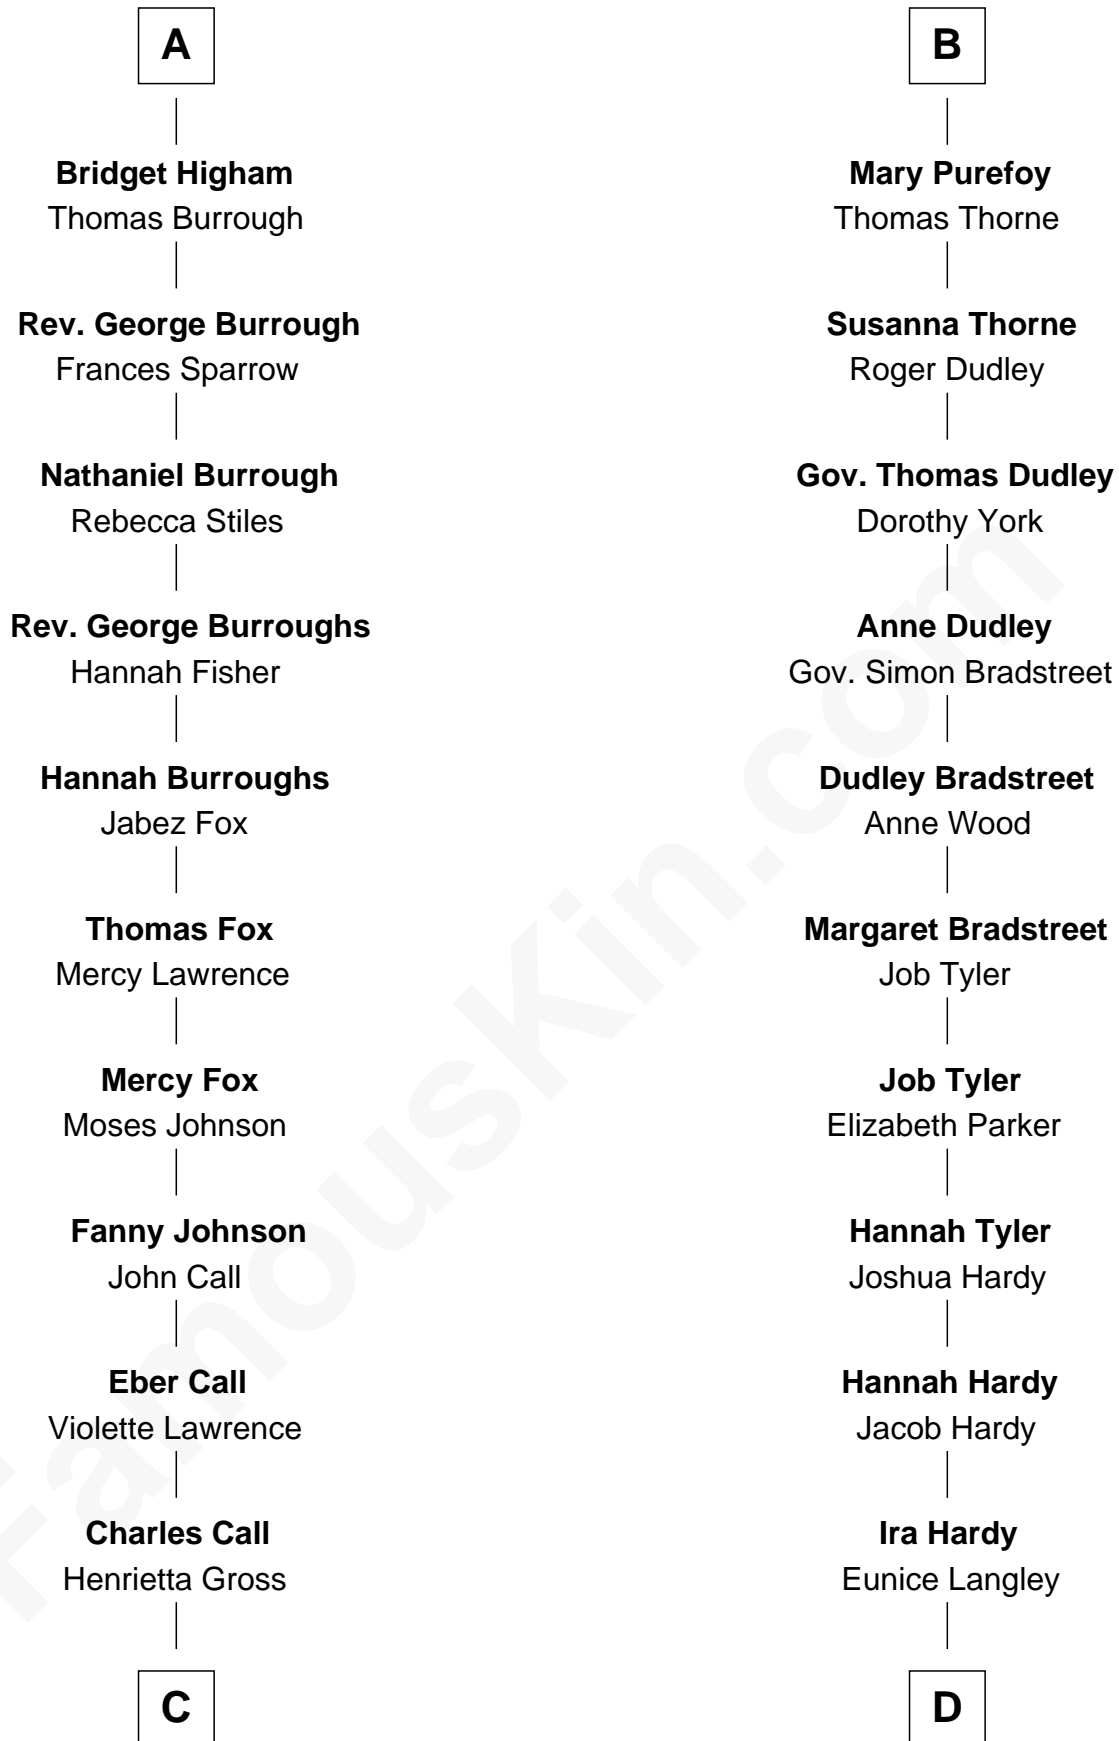 A
Bridget Higham
Thomas Burrough
Rev. George Burrough
Frances Sparrow
Nathaniel Burrough
Rebecca Stiles
Rev. George Burroughs
Hannah Fisher
Hannah Burroughs
Jabez Fox
Thomas Fox
Mercy Lawrence
Mercy Fox
Moses Johnson
Fanny Johnson
John Call
Eber Call
Violette Lawrence
Charles Call
Henrietta Gross
C
B
Mary Purefoy
Thomas Thorne
Susanna Thorne
Roger Dudley
Gov. Thomas Dudley
Dorothy York
Anne Dudley
Gov. Simon Bradstreet
Dudley Bradstreet
Anne Wood
Margaret Bradstreet
Job Tyler
Job Tyler
Elizabeth Parker
Hannah Tyler
Joshua Hardy
Hannah Hardy
Jacob Hardy
Ira Hardy
Eunice Langley
D
FamousKin.com